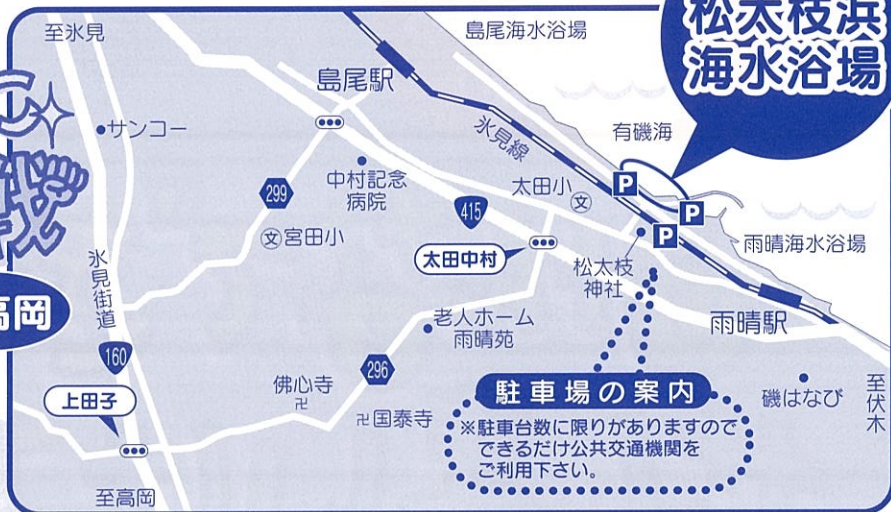 松太枝浜
海水浴場
至氷見
島尾海水浴場
島尾駅
サンコー
氷見線
有磯海
P
P
P
中村記念
病院
299
415
太田小
文
文宮田小
太田中村
松太枝
神社
雨晴海水浴場
氷見街道
高岡
老人ホーム
雨晴苑
雨晴駅
160
296
上田子
佛心寺
卍
卍国泰寺
磯はなび
至伏木
駐車場の案内
※駐車台数に限りがありますので
できるだけ公共交通機関を
ご利用下さい。
至高岡